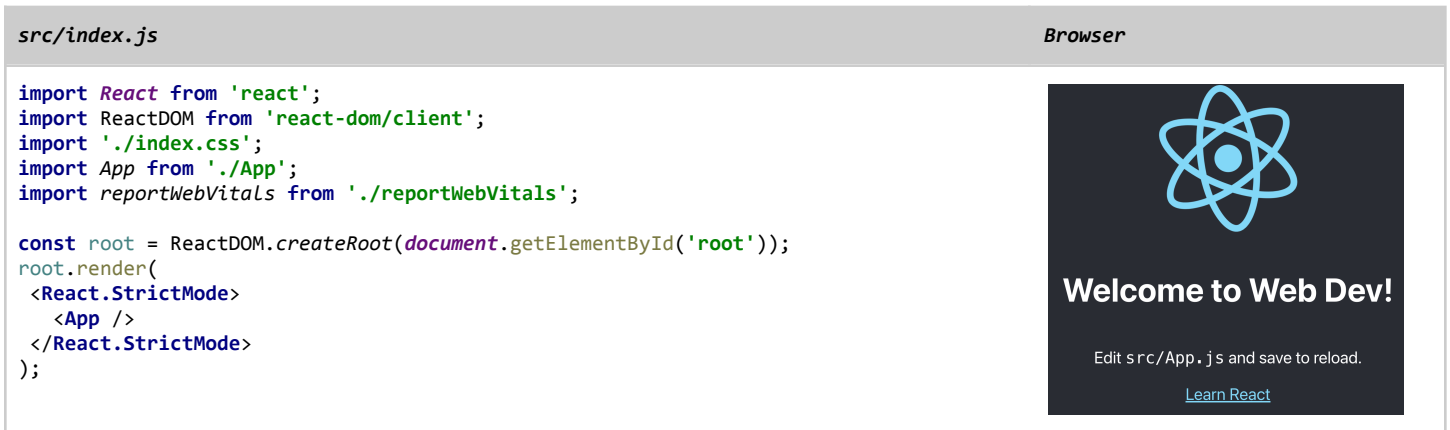 src/index.js
Browser
import React from 'react';
import ReactDOM from 'react-dom/client';
import './index.css';
import App from './App';
import reportWebVitals from './reportWebVitals';
const root = ReactDOM.createRoot(document.getElementById('root'));
root.render(
<React.StrictMode>
<App />
</React.StrictMode>
);
Welcome to Web Dev!
Edit src/App.js and save to reload.
Learn React